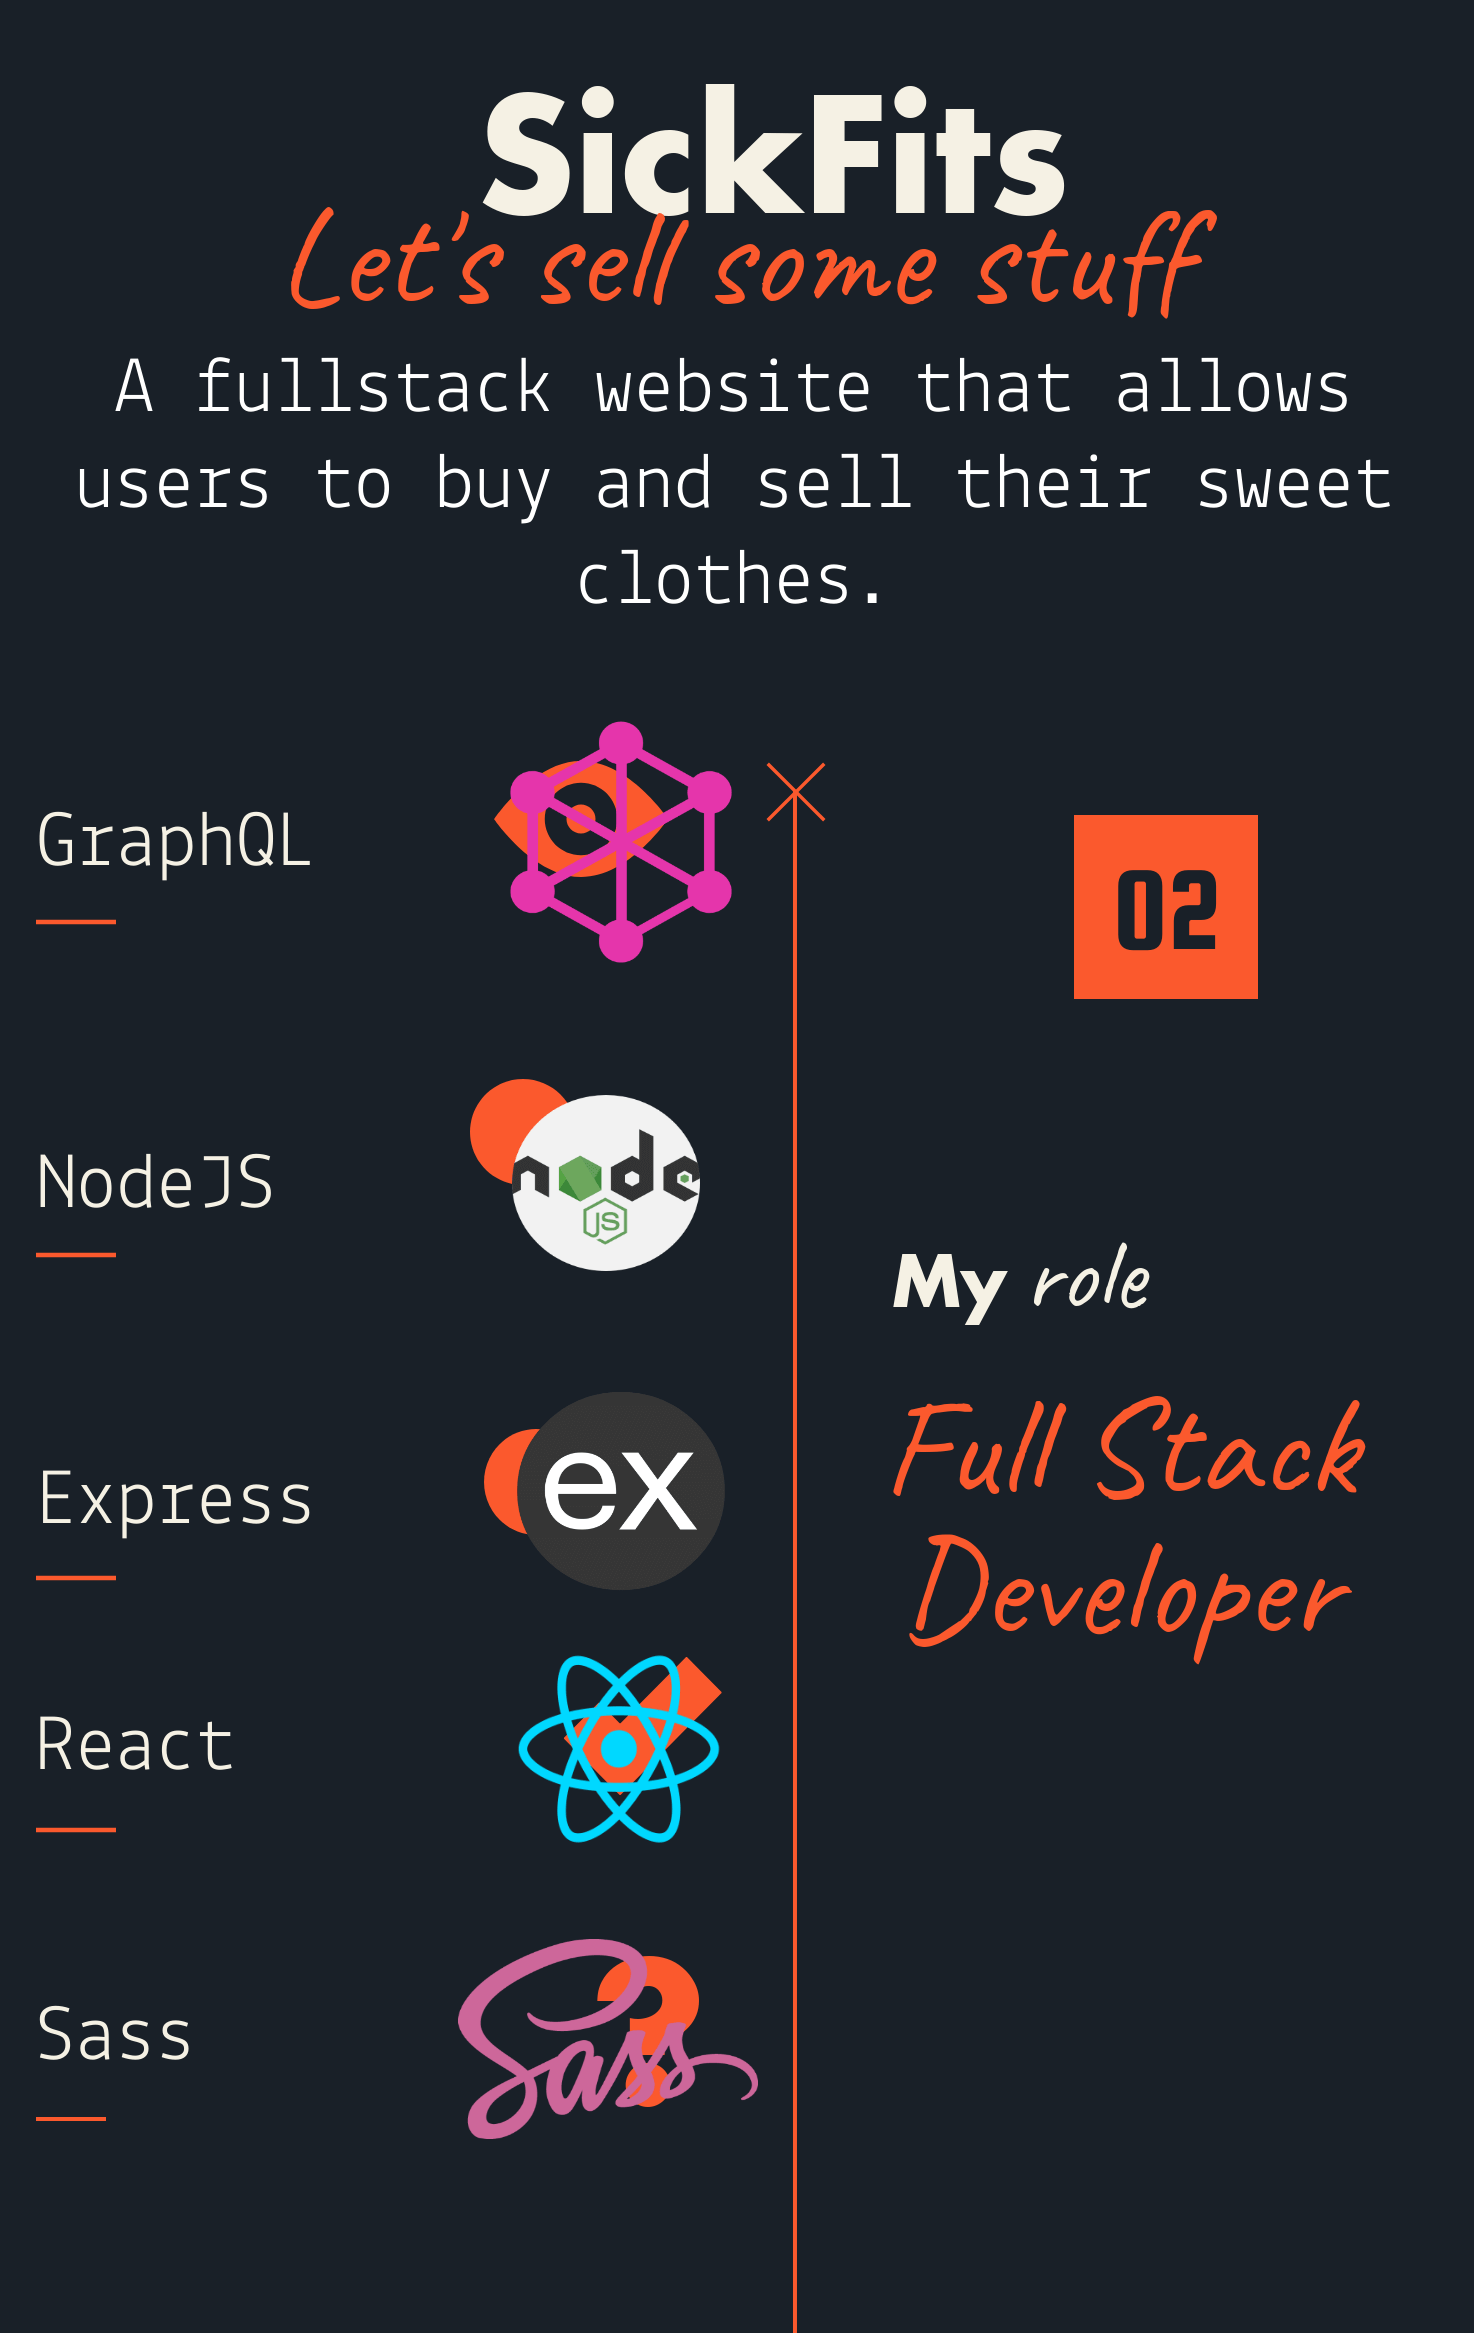 SickFits
Let's sell some stuff
A fullstack website that allows
users to buy and sell their sweet
clothes.
GraphQL
02
NodeJS
node
JS
My role
Full Stack
Developer
Express
ex
React
Sass
Sass